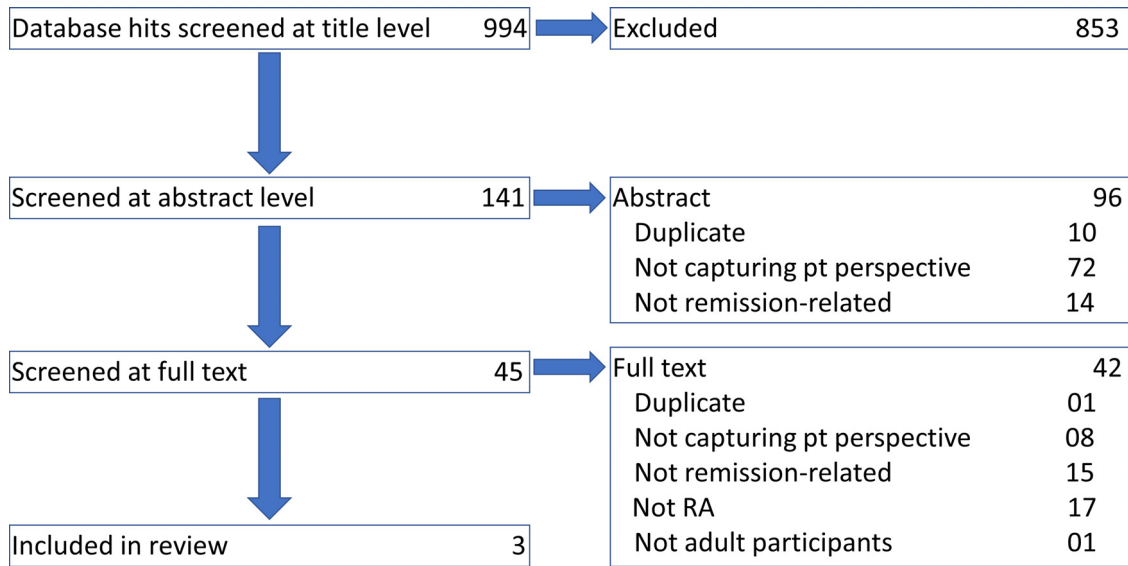 Database hits screened at title level 994
Excluded 853
Screened at abstract level 141
Abstract 96
Duplicate 10
Not capturing pt perspective 72
Not remission-related 14
Screened at full text 45
Full text 42
Duplicate 01
Not capturing pt perspective 08
Not remission-related 15
Not RA 17
Not adult participants 01
Included in review 3